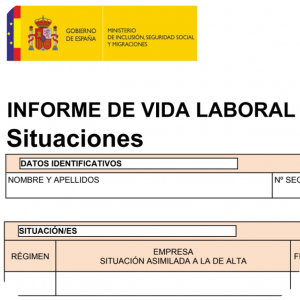 GOBIERNO
DE ESPAÑA
MINISTERIO
DE INCLUSIÓN, SEGURIDAD SOCIAL
Y MIGRACIONES
INFORME DE VIDA LABORAL
Situaciones
DATOS IDENTIFICATIVOS
NOMBRE Y APELLIDOS
Nº SE
SITUACIÓN/ES
RÉGIMEN
EMPRESA
SITUACIÓN ASIMILADA A LA DE ALTA
F